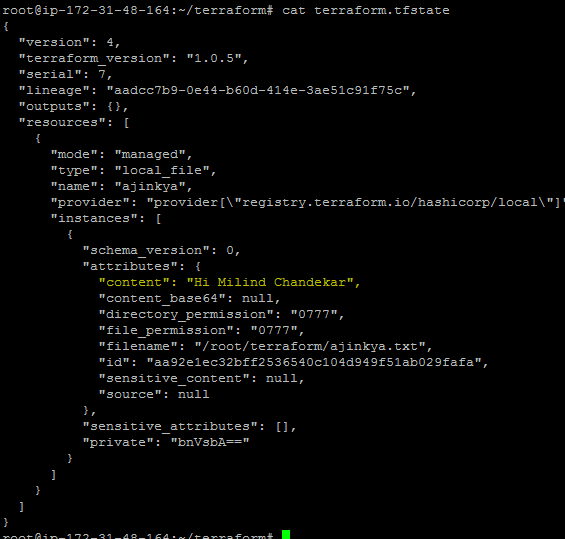 root@ip-172-31-48-164:~/terraform# cat terraform.tfstate
{
  "version": 4,
  "terraform_version": "1.0.5",
  "serial": 7,
  "lineage": "aadcc7b9-0e44-b60d-414e-3ae51c91f75c",
  "outputs": {},
  "resources": [
    {
      "mode": "managed",
      "type": "local_file",
      "name": "ajinkya",
      "provider": "provider[\"registry.terraform.io/hashicorp/local\"]"
      "instances": [
        {
          "schema_version": 0,
          "attributes": {
            "content": "Hi Milind Chandekar",
            "content_base64": null,
            "directory_permission": "0777",
            "file_permission": "0777",
            "filename": "/root/terraform/ajinkya.txt",
            "id": "aa92e1ec32bff2536540c104d949f51ab029fafa",
            "sensitive_content": null,
            "source": null
          },
          "sensitive_attributes": [],
          "private": "bnVsbA=="
        }
      ]
    }
  ]
}
root@ip-172-31-48-164:~/terraform#